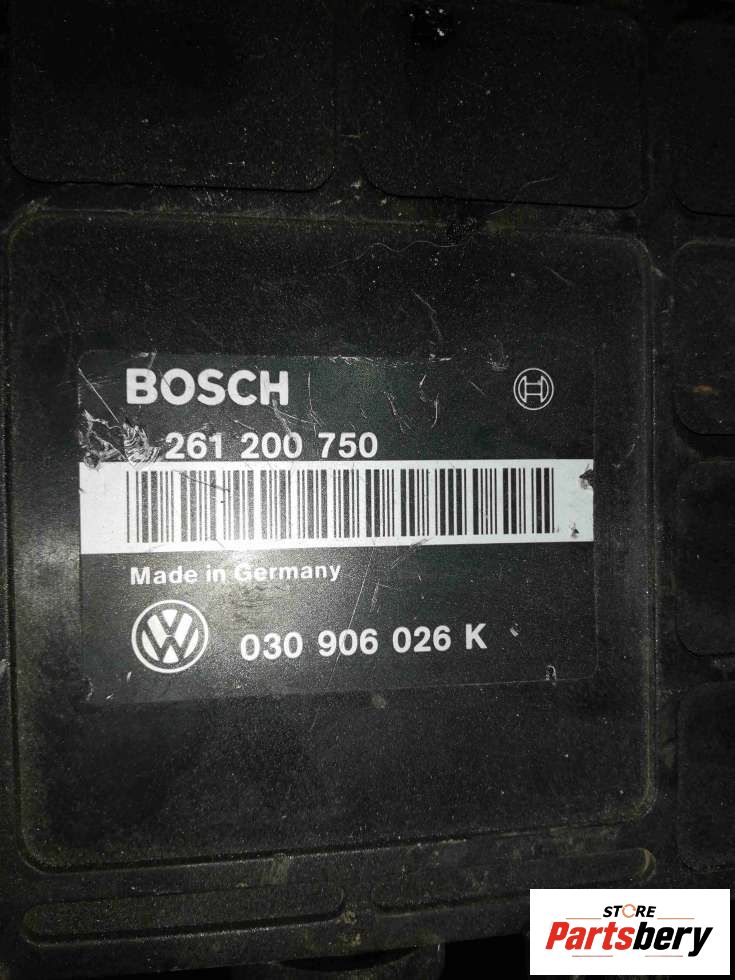 BOSCH
261 200 750
Made in Germany
030 906 026 K
STORE
Partsbery